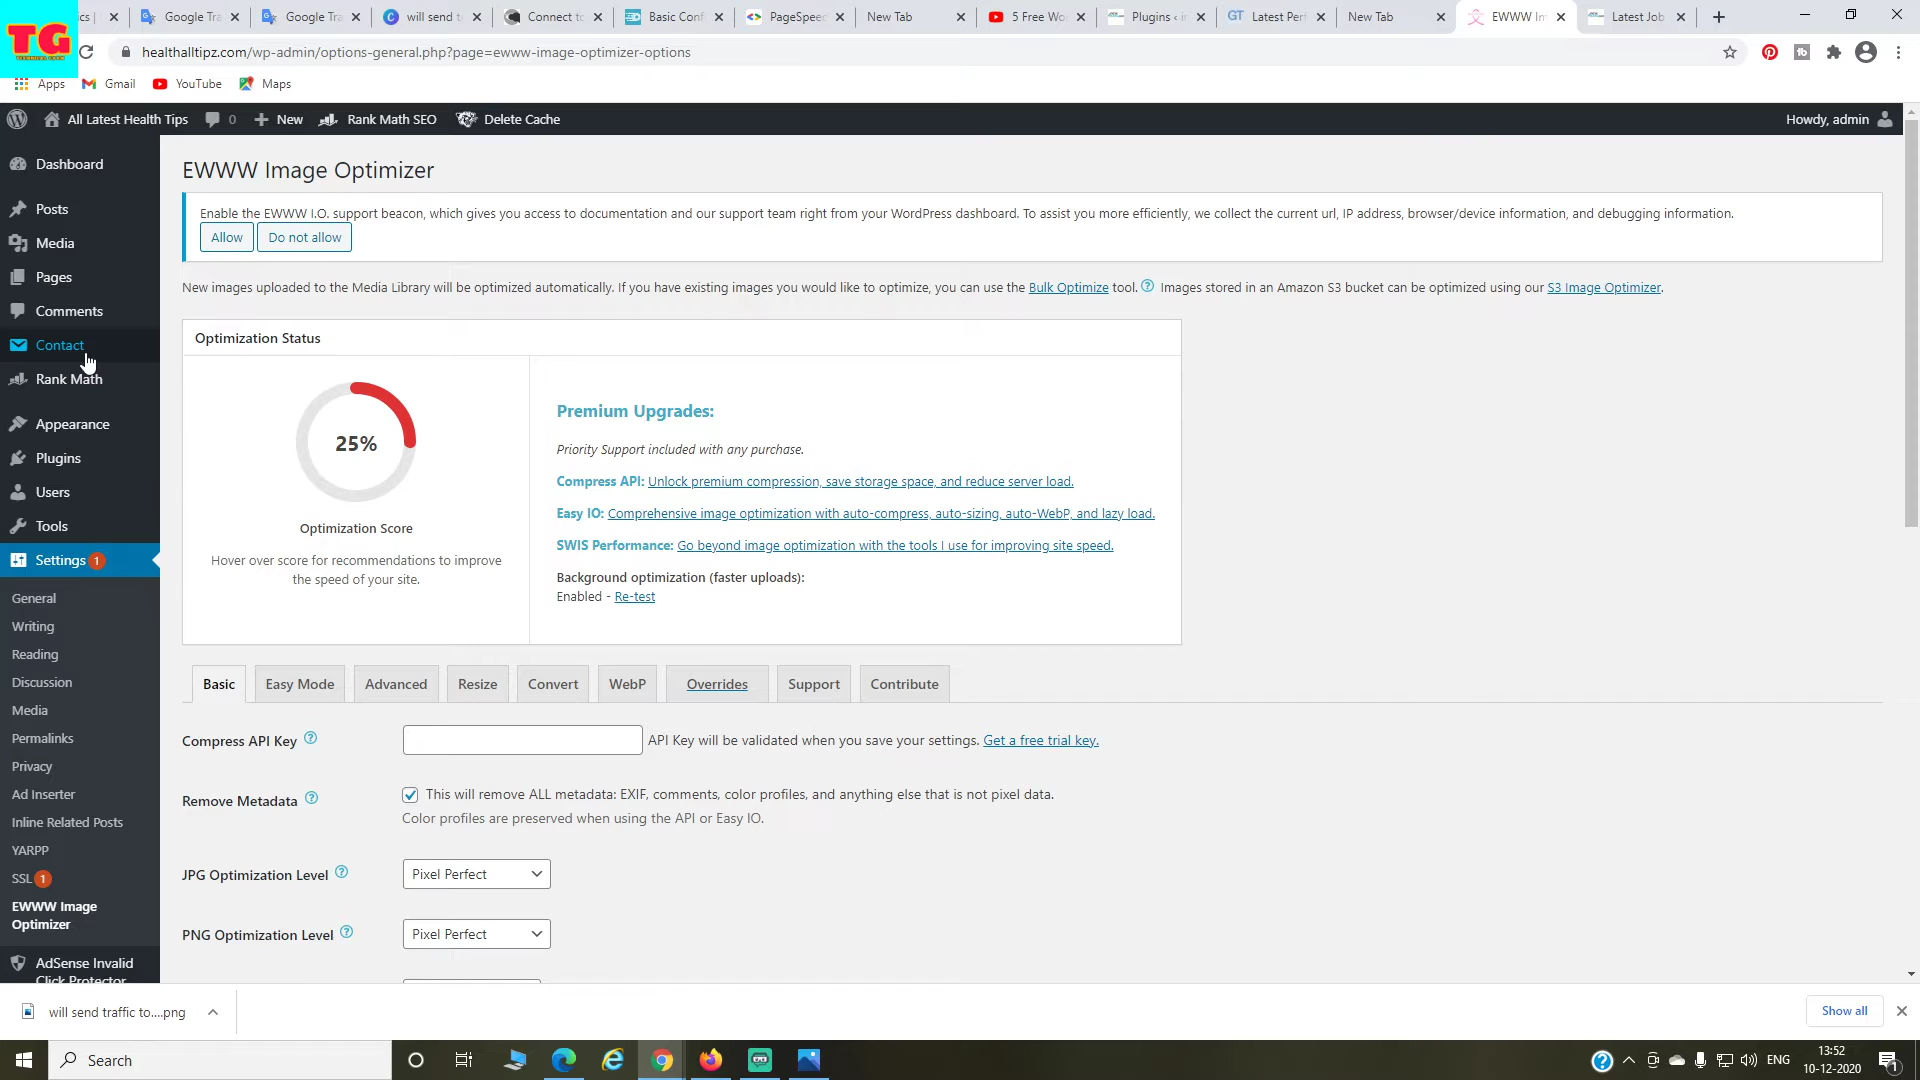 ics
Google Tra
Google Tra
will send t
Connect to
Basic Conf
PageSpeed
New Tab
5 Free Wo
Plugins ‹ in
Latest Perf
New Tab
EWWW Im
Latest Job
TG
TECHNICAL GAON
healthalltipz.com/wp-admin/options-general.php?page=ewww-image-optimizer-options
Apps
Gmail
YouTube
Maps
All Latest Health Tips
0
New
Rank Math SEO
Delete Cache
Howdy, admin
Dashboard
Posts
Media
Pages
Comments
Contact
Rank Math
Appearance
Plugins
Users
Tools
Settings 1
General
Writing
Reading
Discussion
Media
Permalinks
Privacy
Ad Inserter
Inline Related Posts
YARPP
SSL 1
EWWW Image
Optimizer
AdSense Invalid
Click Protector
EWWW Image Optimizer
Enable the EWWW I.O. support beacon, which gives you access to documentation and our support team right from your WordPress dashboard. To assist you more efficiently, we collect the current url, IP address, browser/device information, and debugging information.
Allow
Do not allow
New images uploaded to the Media Library will be optimized automatically. If you have existing images you would like to optimize, you can use the Bulk Optimize tool. Images stored in an Amazon S3 bucket can be optimized using our S3 Image Optimizer.
Optimization Status
25%
Optimization Score
Hover over score for recommendations to improve
the speed of your site.
Premium Upgrades:
Priority Support included with any purchase.
Compress API: Unlock premium compression, save storage space, and reduce server load.
Easy IO: Comprehensive image optimization with auto-compress, auto-sizing, auto-WebP, and lazy load.
SWIS Performance: Go beyond image optimization with the tools I use for improving site speed.
Background optimization (faster uploads):
Enabled - Re-test
Basic
Easy Mode
Advanced
Resize
Convert
WebP
Overrides
Support
Contribute
Compress API Key
API Key will be validated when you save your settings. Get a free trial key.
Remove Metadata
This will remove ALL metadata: EXIF, comments, color profiles, and anything else that is not pixel data.
Color profiles are preserved when using the API or Easy IO.
JPG Optimization Level
Pixel Perfect
PNG Optimization Level
Pixel Perfect
will send traffic to....png
Show all
Search
ENG
13:52
10-12-2020
1